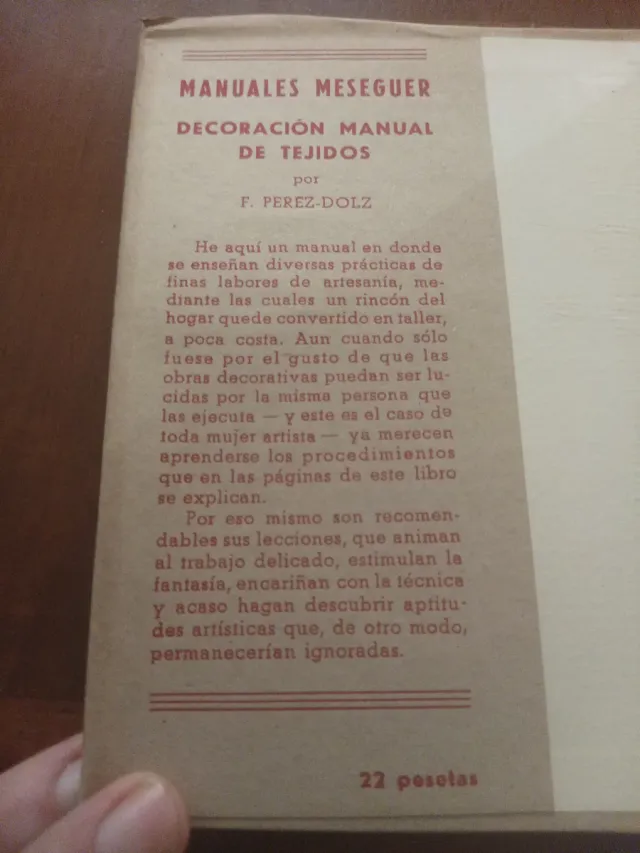 MANUALES MESEGUER
DECORACIÓN MANUAL
DE TEJIDOS
por
F. PEREZ-DOLZ
He aquí un manual en donde
se enseñan diversas prácticas de
finas labores de artesanía, me-
diante las cuales un rincón del
hogar quede convertido en taller,
a poca costa. Aun cuando sólo
fuese por el gusto de que las
obras decorativas puedan ser lu-
cidas por la misma persona que
las ejecuta — y este es el caso de
toda mujer artista — ya merecen
aprenderse los procedimientos
que en las páginas de este libro
se explican.
Por eso mismo son recomen-
dables sus lecciones, que animan
al trabajo delicado, estimulan la
fantasía, encariñan con la técnica
y acaso hagan descubrir aptitu-
des artísticas que, de otro modo,
permanecerían ignoradas.
22 pesetas